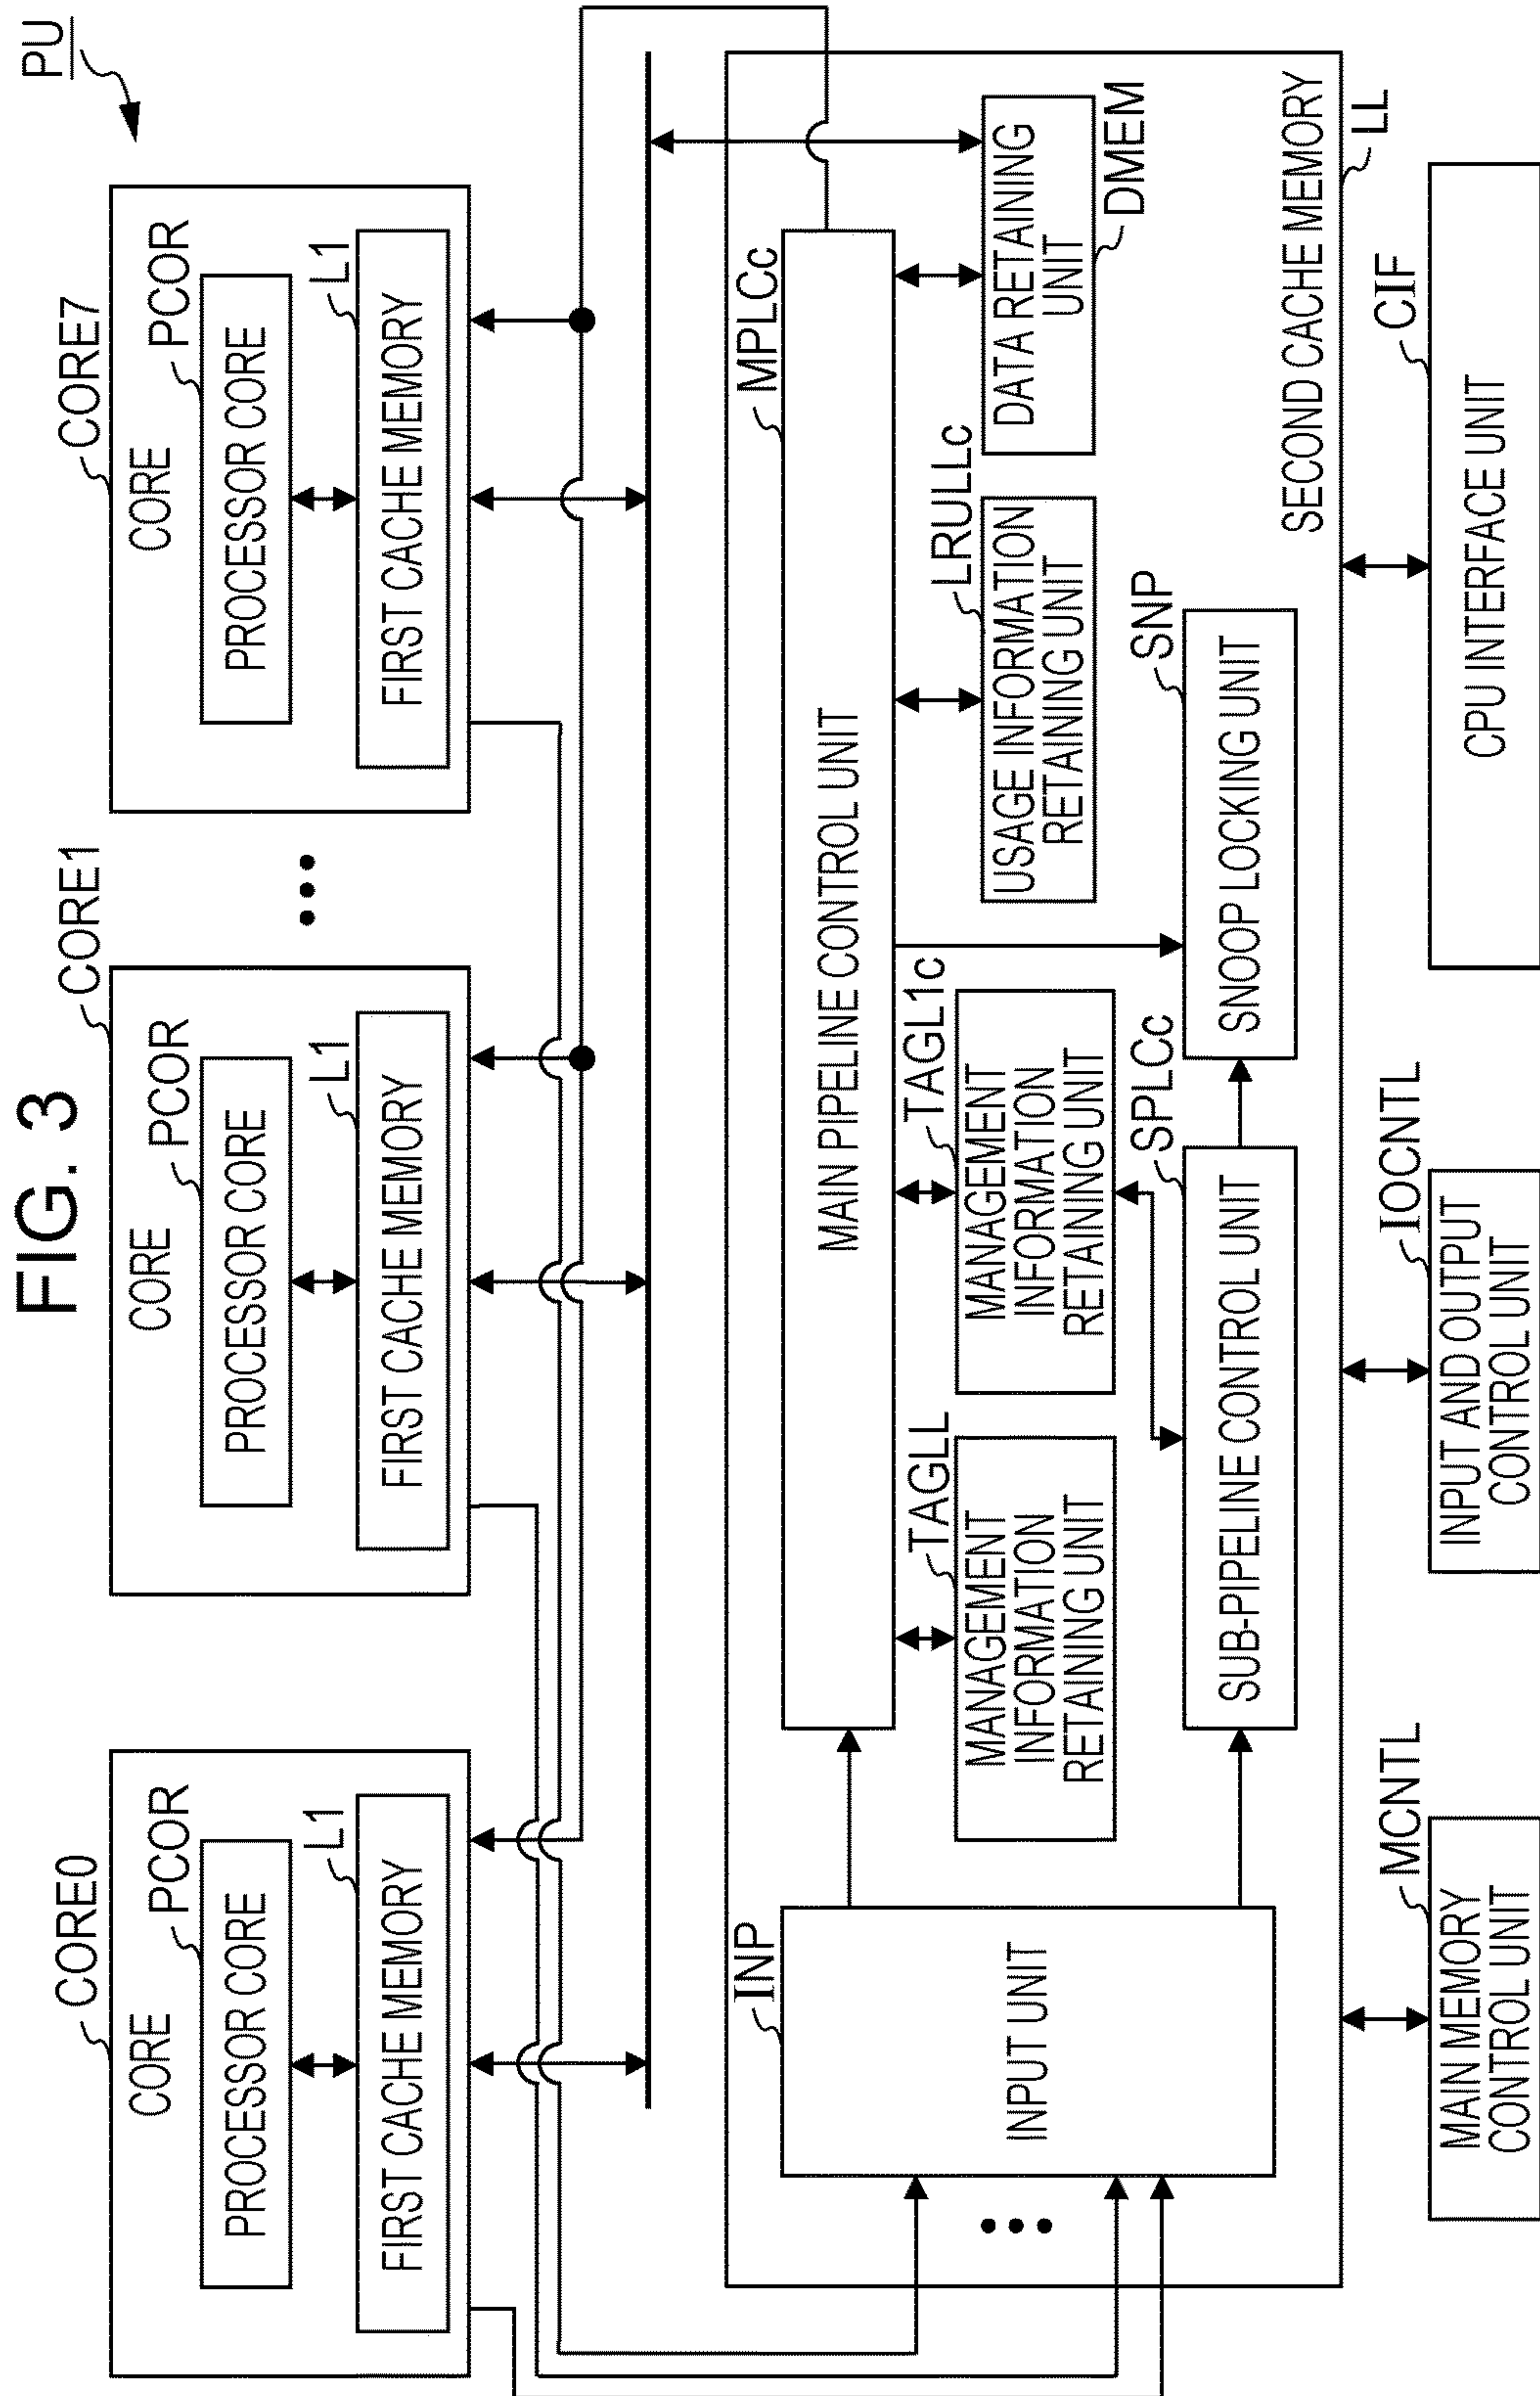 FIG. 3
PU
CORE0
CORE
PCOR
PROCESSOR CORE
L1
FIRST CACHE MEMORY
CORE1
CORE
PCOR
PROCESSOR CORE
L1
FIRST CACHE MEMORY
CORE7
CORE
PCOR
PROCESSOR CORE
L1
FIRST CACHE MEMORY
INP
INPUT UNIT
MPLCc
MAIN PIPELINE CONTROL UNIT
TAGLL
MANAGEMENT
INFORMATION
RETAINING UNIT
TAGL1c
MANAGEMENT
INFORMATION
RETAINING UNIT
LRULLc
USAGE INFORMATION
RETAINING UNIT
DATA RETAINING
UNIT
DMEM
SPLCc
SUB-PIPELINE CONTROL UNIT
SNP
SNOOP LOCKING UNIT
SECOND CACHE MEMORY
LL
MCNTL
MAIN MEMORY
CONTROL UNIT
IOCNTL
INPUT AND OUTPUT
CONTROL UNIT
CIF
CPU INTERFACE UNIT